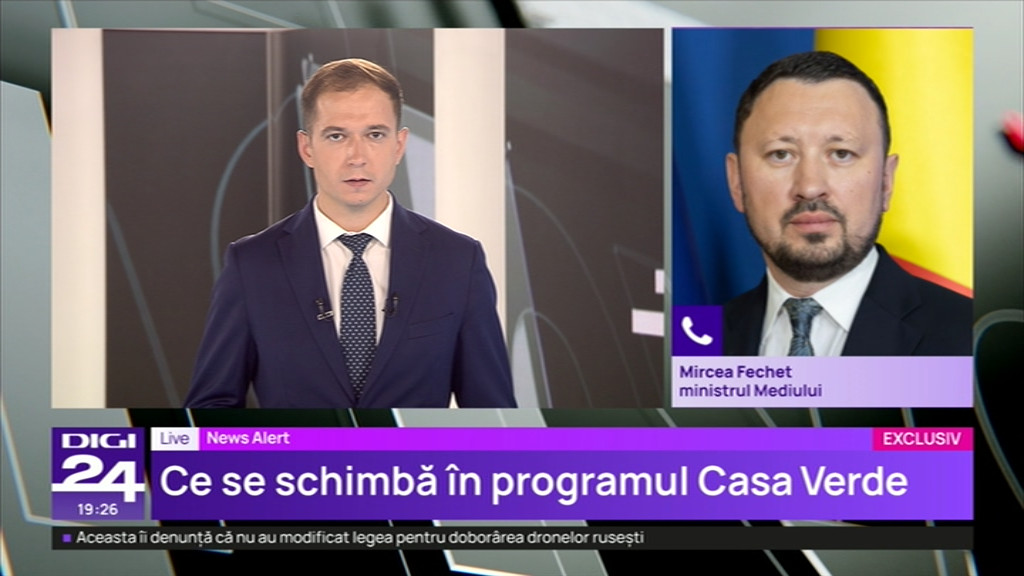 Mircea Fechet
ministrul Mediului
DIGI
24
19:26
Live
News Alert
EXCLUSIV
Ce se schimbă în programul Casa Verde
Aceasta îi denunță că nu au modificat legea pentru doborârea dronelor rusești